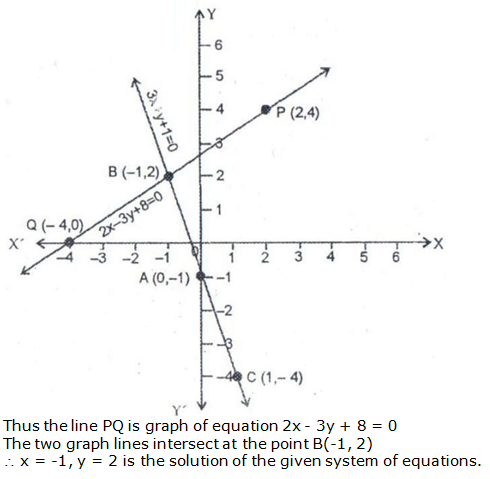 Y
6
5
4
P (2,4)
3x+y+1=0
3
B (-1,2)
2
2x-3y+8=0
1
Q (-4,0)
X′
-4 -3 -2 -1 0 1 2 3 4 5 6
X
A (0,-1)
-1
-2
-3
-4
C (1,-4)
Y′
Thus the line PQ is graph of equation 2x - 3y + 8 = 0
The two graph lines intersect at the point B(-1, 2)
∴ x = -1, y = 2 is the solution of the given system of equations.